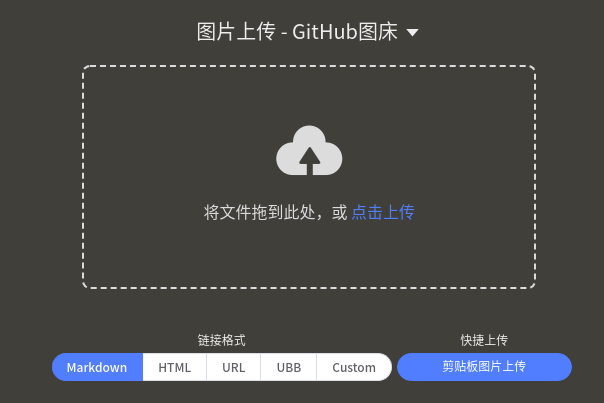 图片上传 - GitHub图床
将文件拖到此处，或 点击上传
链接格式
Markdown HTML URL UBB Custom
快捷上传
剪贴板图片上传